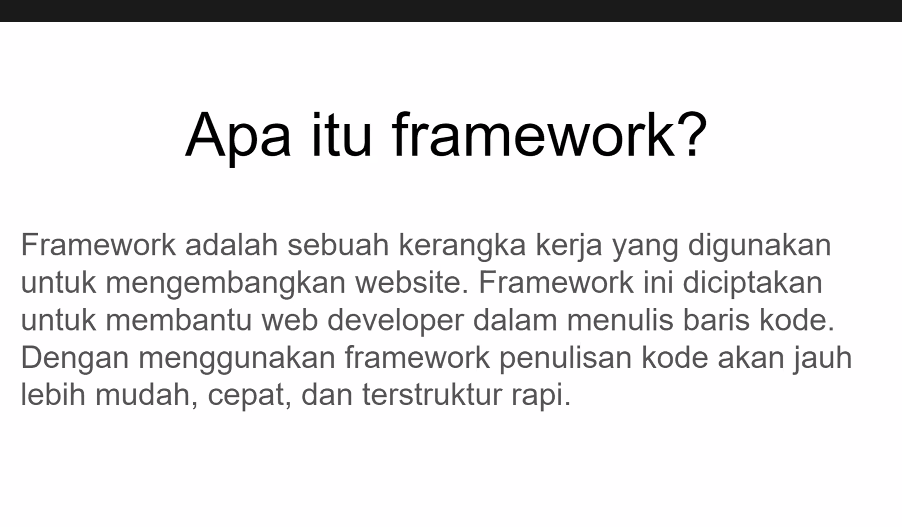 Apa itu framework?
Framework adalah sebuah kerangka kerja yang digunakan
untuk mengembangkan website. Framework ini diciptakan
untuk membantu web developer dalam menulis baris kode.
Dengan menggunakan framework penulisan kode akan jauh
lebih mudah, cepat, dan terstruktur rapi.